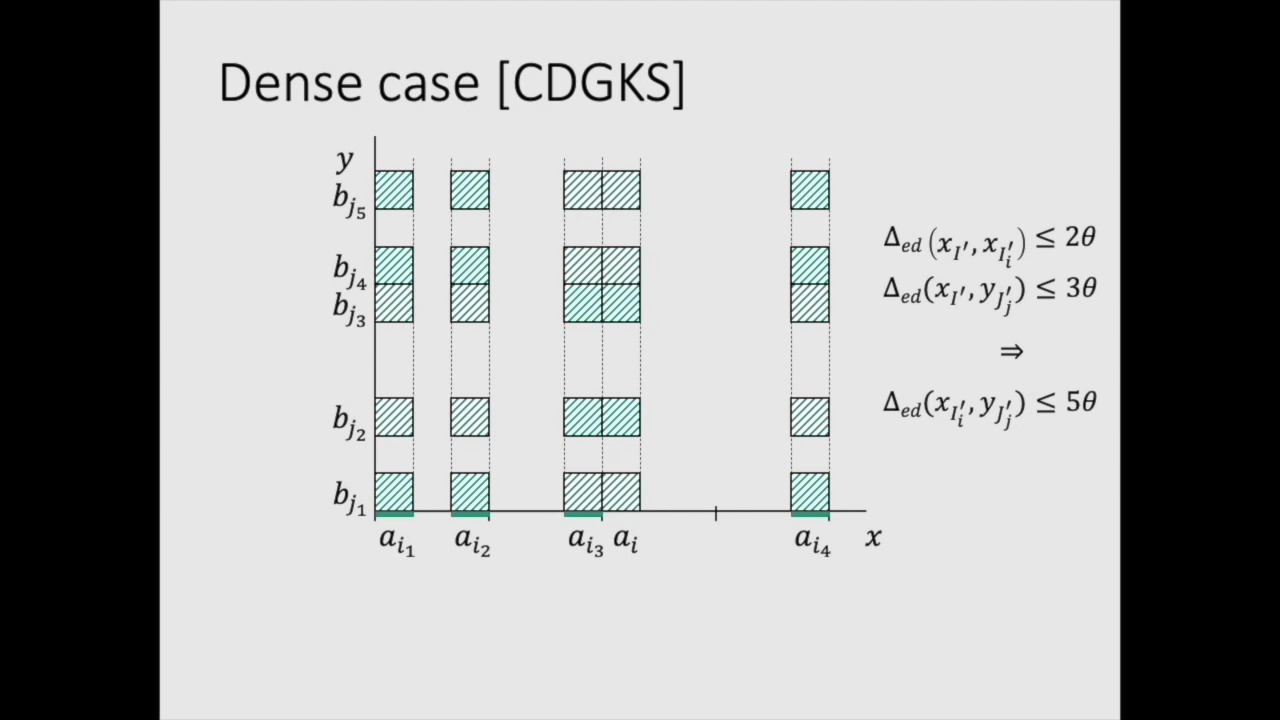 Dense case [CDGKS]
y
b_{j_5}
b_{j_4}
b_{j_3}
b_{j_2}
b_{j_1}
a_{i_1} a_{i_2} a_{i_3} a_i a_{i_4} x
Δ_{ed}(x_{I′}, x_{I′_i}) ≤ 2θ
Δ_{ed}(x_{I′}, y_{J′_j}) ≤ 3θ
⇒
Δ_{ed}(x_{I′_i}, y_{J′_j}) ≤ 5θ